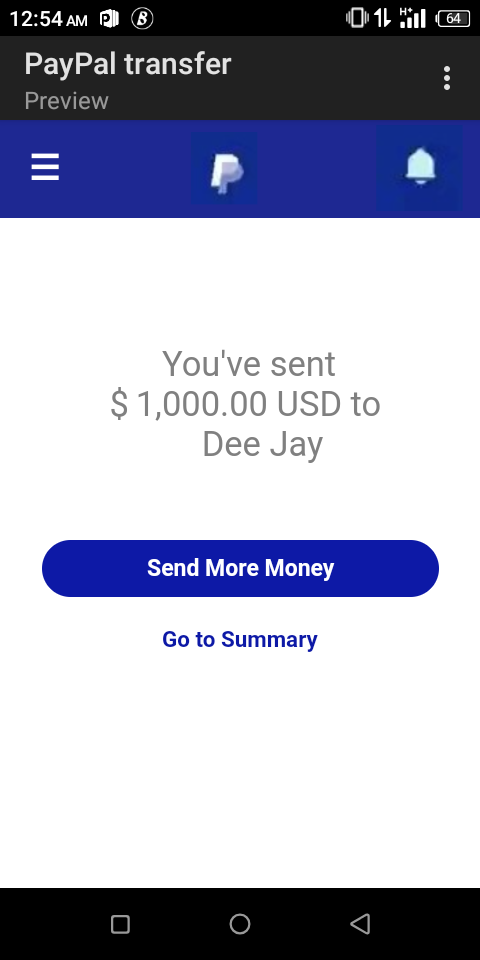 12:54 AM
H+
64
PayPal transfer
Preview
You've sent
$ 1,000.00 USD to
Dee Jay
Send More Money
Go to Summary